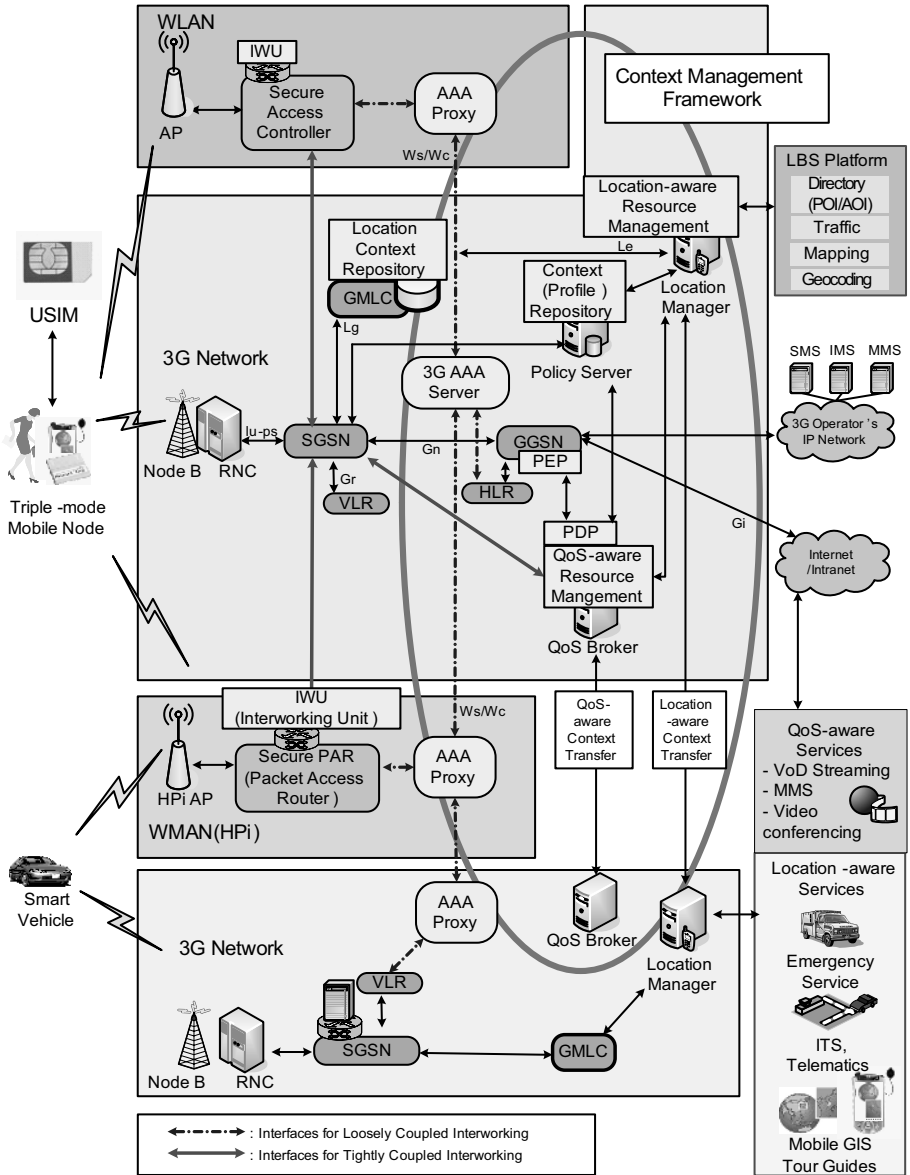 WLAN
IWU
Secure
Access
Controller
AP
AAA
Proxy
Ws/Wc
Context Management
Framework
LBS Platform
Directory
(POI/AOI)
Traffic
Mapping
Geocoding
Location-aware
Resource
Management
Le
Location
Manager
Location
Context
Repository
GMLC
Lg
Context
(Profile )
Repository
Policy Server
USIM
3G Network
3G AAA
Server
SMS
IMS
MMS
3G Operator 's
IP Network
Node B
RNC
Iu-ps
SGSN
Gn
GGSN
PEP
Gr
VLR
HLR
Triple -mode
Mobile Node
Gi
PDP
QoS-aware
Resource
Mangement
QoS Broker
Internet
/Intranet
IWU
(Interworking Unit )
Ws/Wc
QoS-
aware
Context
Transfer
Location
-aware
Context
Transfer
HPi AP
Secure PAR
(Packet Access
Router )
AAA
Proxy
WMAN(HPi)
QoS-aware
Services
- VoD Streaming
- MMS
- Video
conferencing
Smart
Vehicle
3G Network
AAA
Proxy
QoS Broker
Location
Manager
VLR
Node B
RNC
SGSN
GMLC
Location -aware
Services
Emergency
Service
ITS,
Telematics
Mobile GIS
Tour Guides
: Interfaces for Loosely Coupled Interworking
: Interfaces for Tightly Coupled Interworking